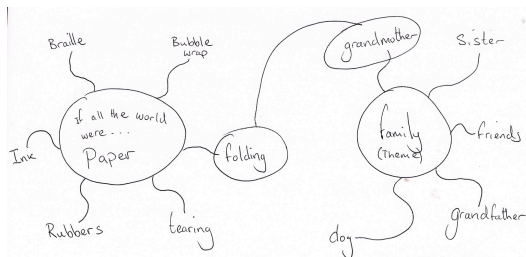 Braille
Bubble
wrap
If all the world
were...
Paper
Ink
Rubbers
tearing
folding
grandmother
Sister
family
(Theme)
friends
grandfather
dog